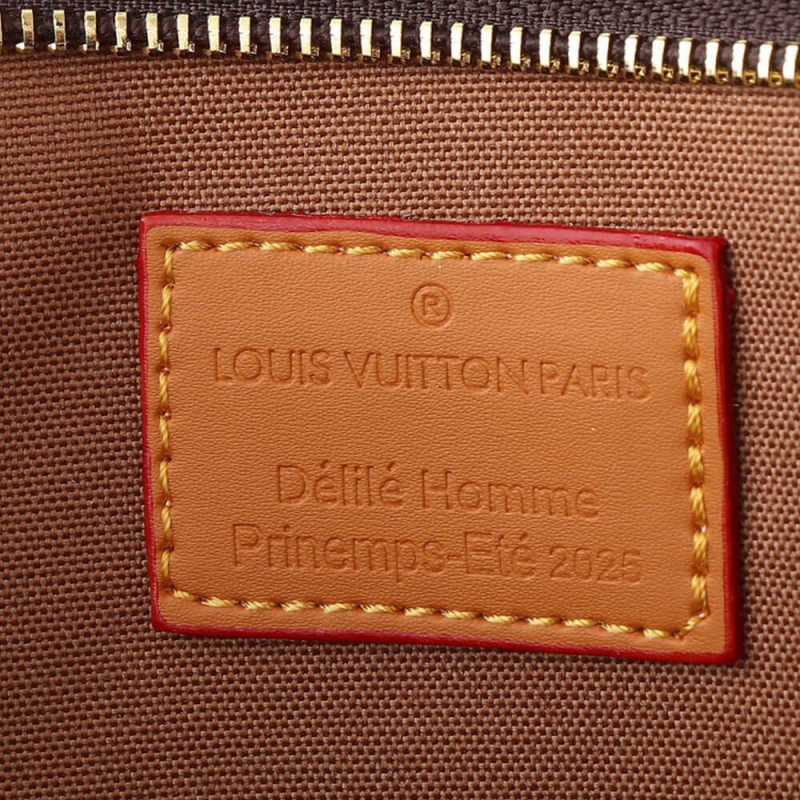 ®
LOUIS VUITTON PARIS
Délilé Homme
Prinemps-Eté 2025